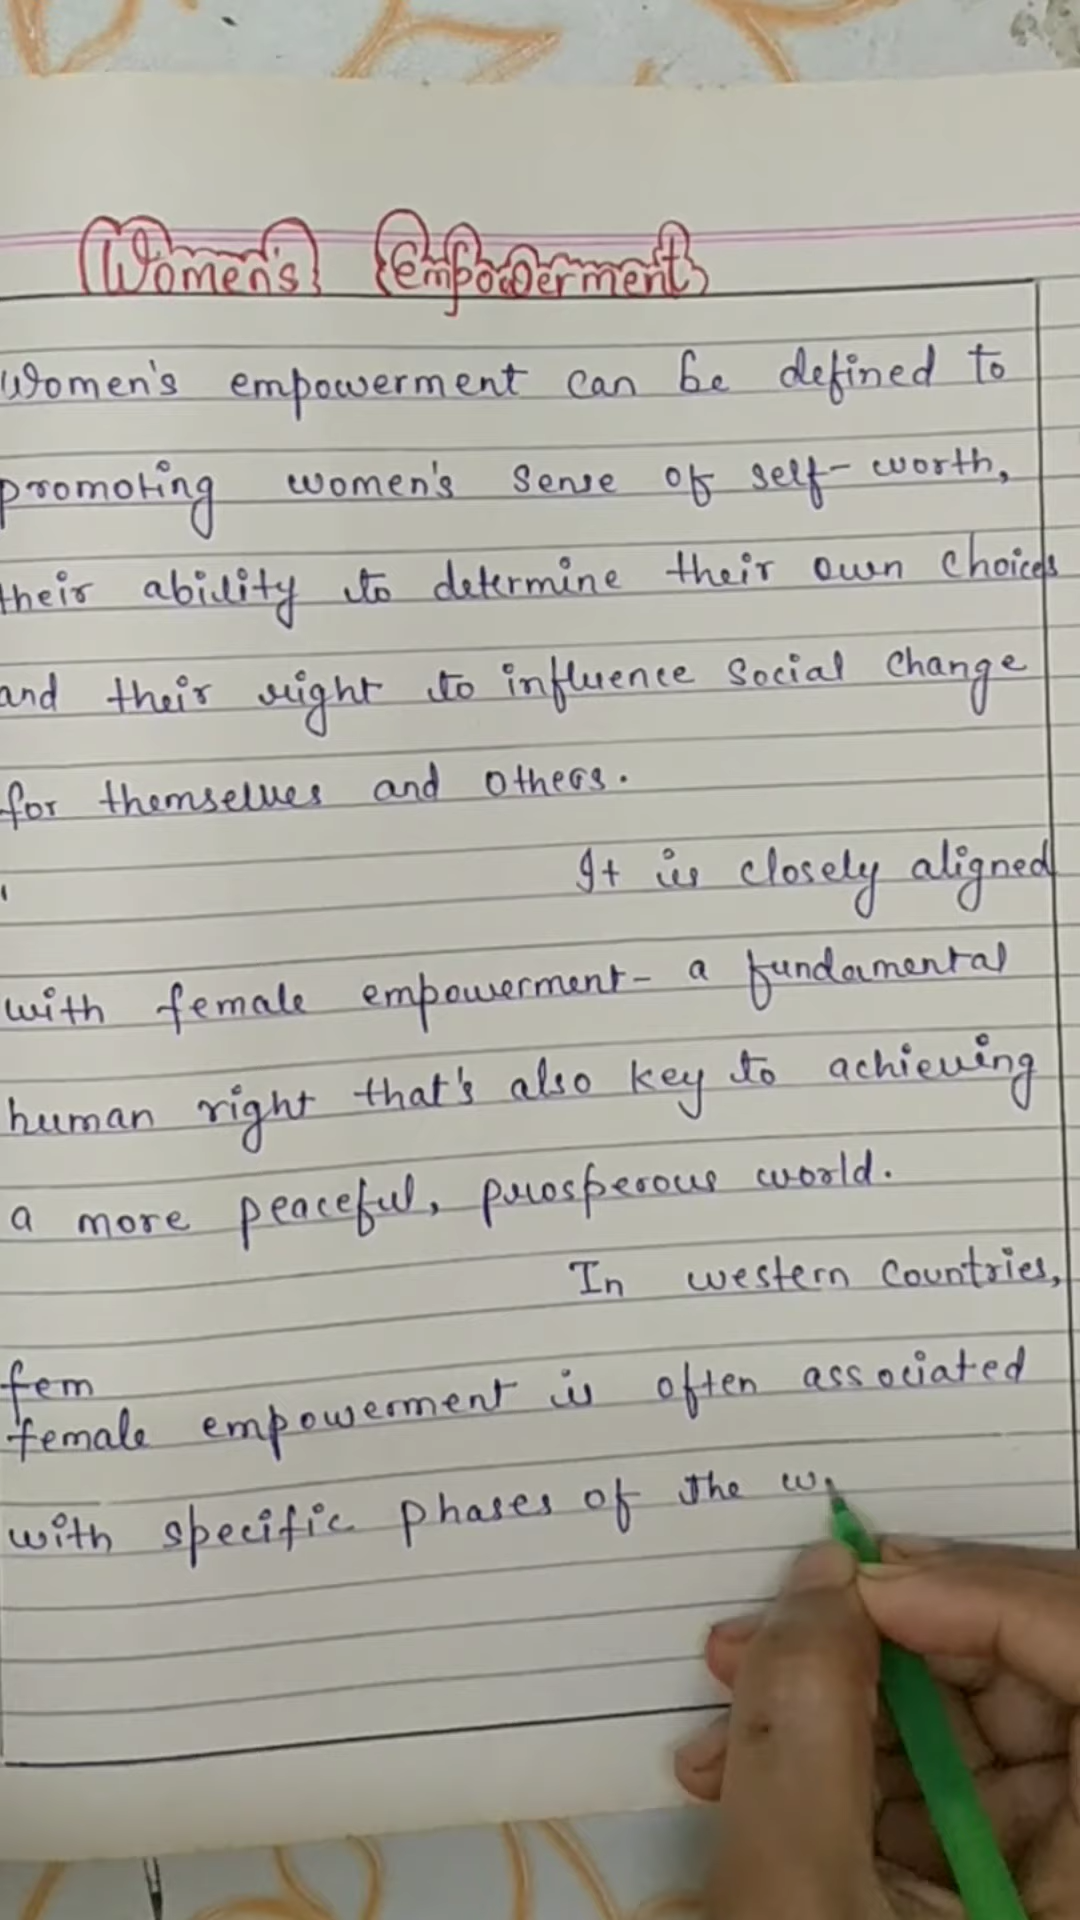 Women's Empowerment
Women's empowerment can be defined to
promoting women's sense of self-worth,
their ability to determine their own choices
and their right to influence social change
for themselves and others.
It is closely aligned
with female empowerment- a fundamental
human right that's also key to achieving
a more peaceful, prosperous world.
In western countries,
fem
female empowerment is often associated
with specific phases of the